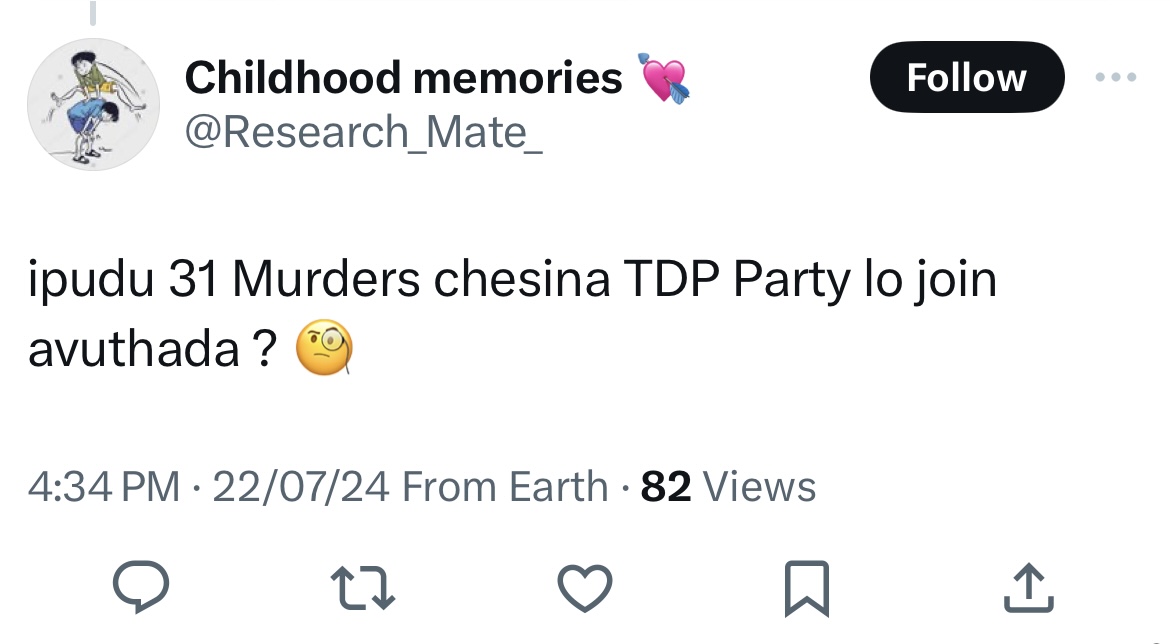 Childhood memories 💘
Follow
@Research_Mate_
ipudu 31 Murders chesina TDP Party lo join
avuthada ? 🧐
4:34 PM · 22/07/24 From Earth · 82 Views